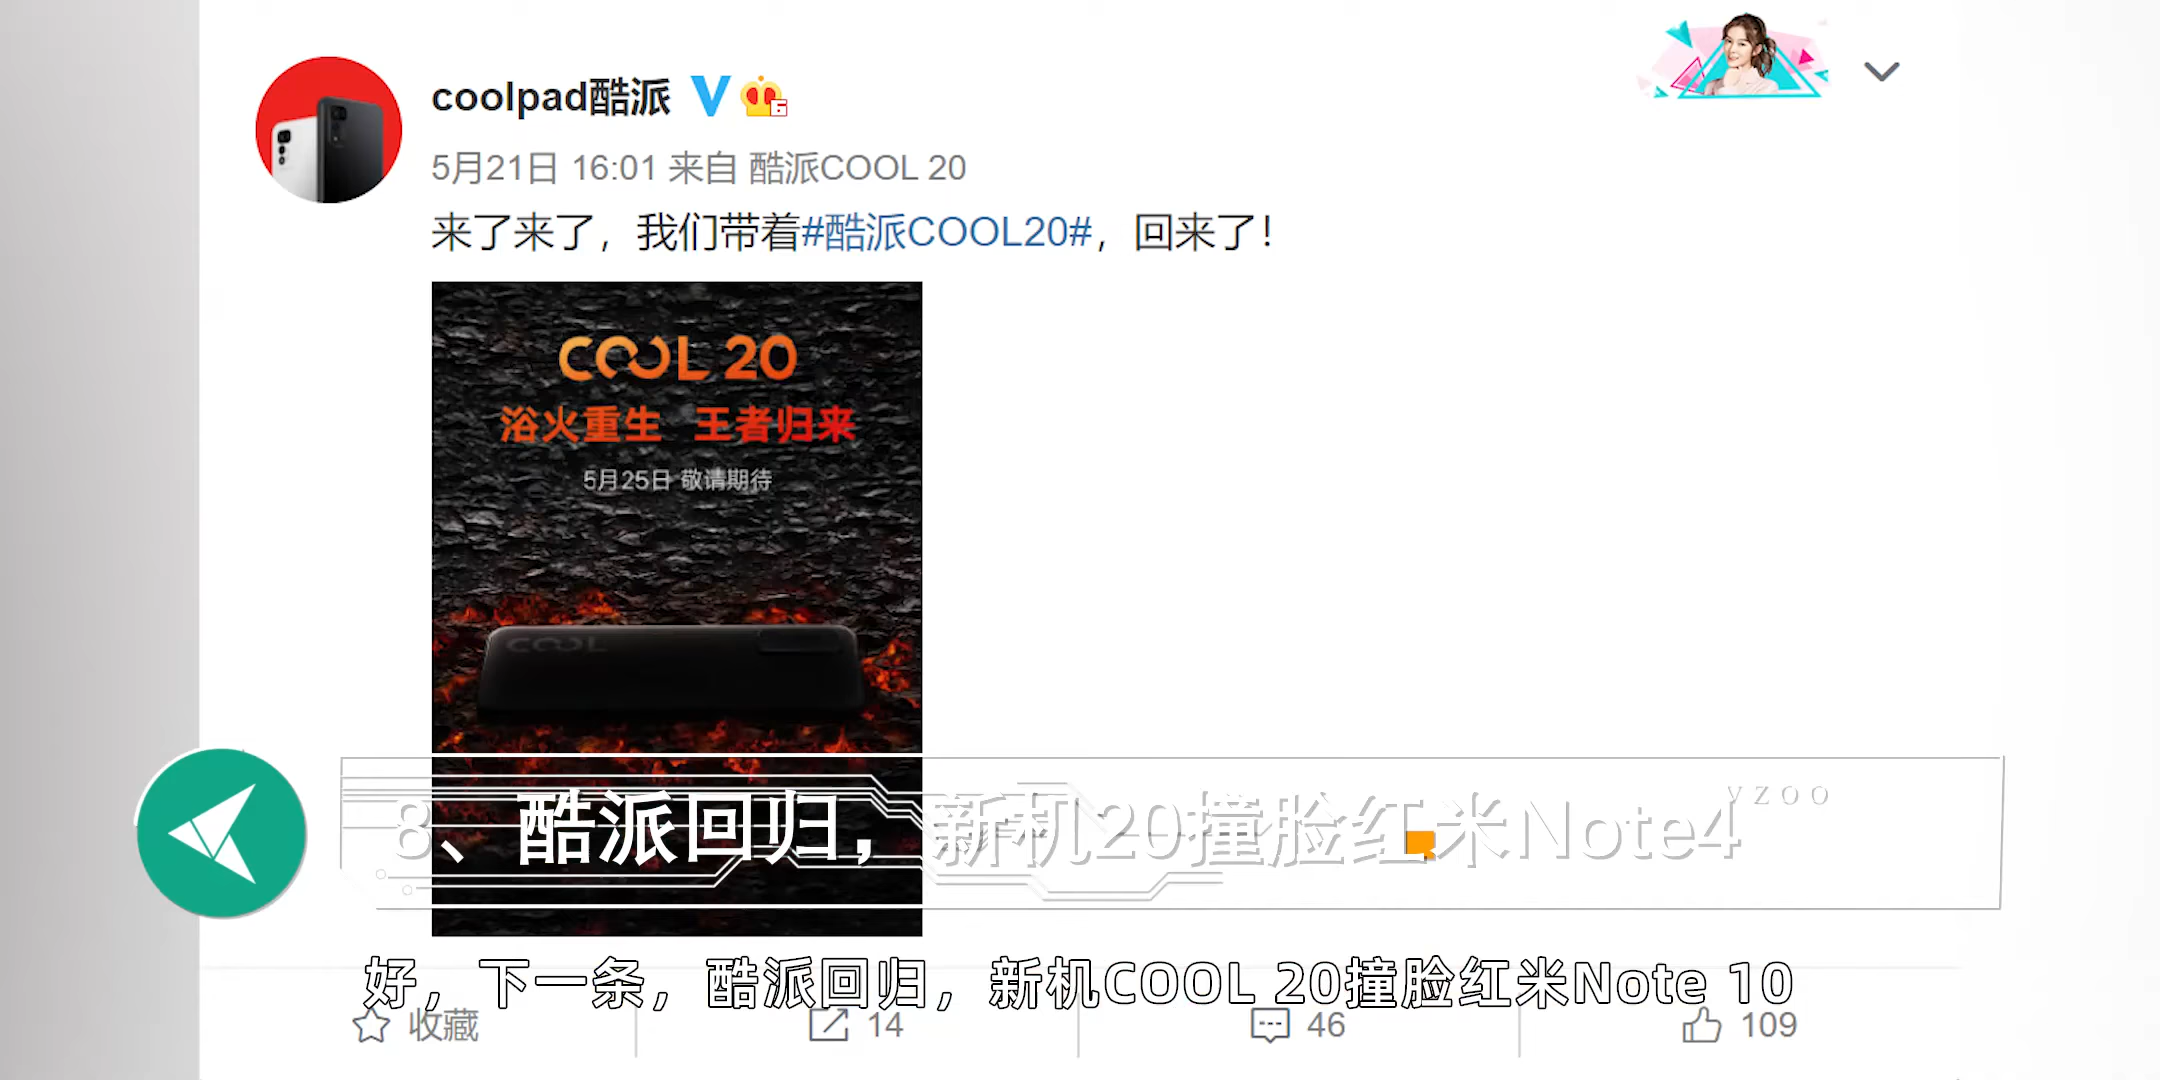 coolpad酷派
5月21日 16:01 来自 酷派COOL 20
来了来了，我们带着#酷派COOL20#，回来了！
COOL 20
浴火重生 王者归来
5月25日 敬请期待
COOL
yzoo
8、酷派回归，新机20撞脸红米Note4
好，下一条，酷派回归，新机COOL 20撞脸红米Note 10
收藏
14
46
109